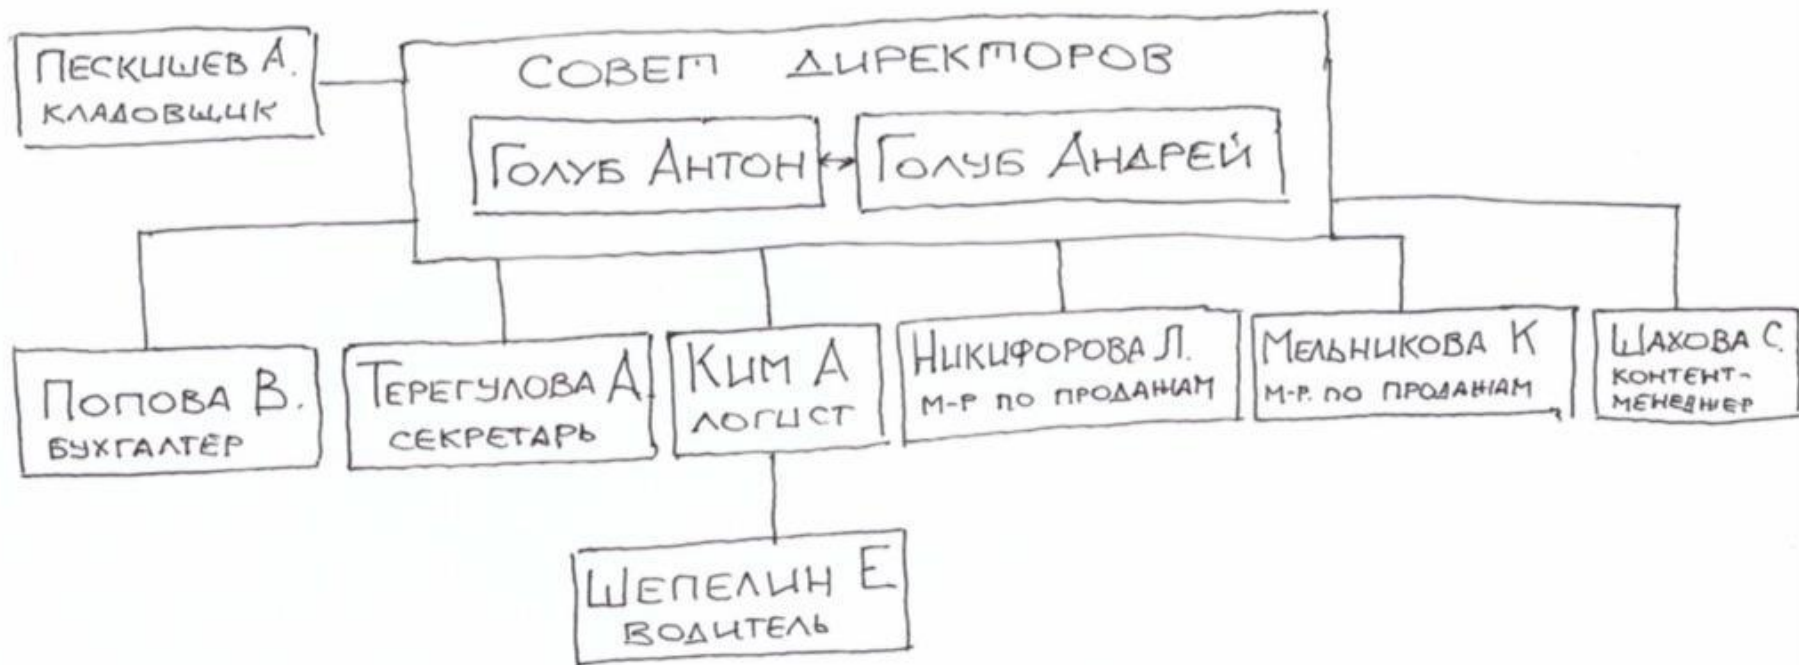 ПЕСКИШЕВ А.
КЛАДОВЩИК
СОВЕТ ДИРЕКТОРОВ
ГОЛУБ АНТОН
ГОЛУБ АНДРЕЙ
ПОПОВА В.
БУХГАЛТЕР
ТЕРЕГУЛОВА А.
СЕКРЕТАРЬ
КИМ А
ЛОГИСТ
НИКИФОРОВА Л.
М-Р ПО ПРОДАЖАМ
МЕЛЬНИКОВА К
М-Р. ПО ПРОДАЖАМ
ШАХОВА С.
КОНТЕНТ-
МЕНЕДЖЕР
ШЕПЕЛИН Е
ВОДИТЕЛЬ